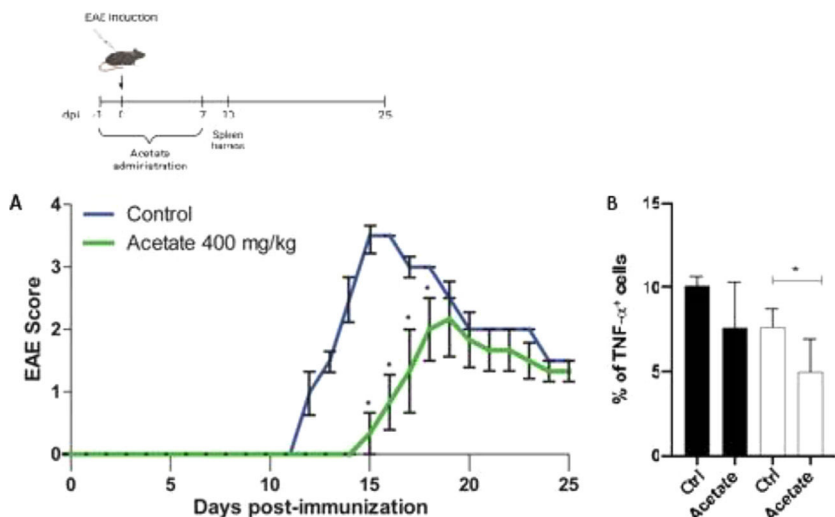 EAE induction
dpi -1 0 7 10 25
Acetate
administration
Spleen
A
Control
Acetate 400 mg/kg
EAE Score
4
3
2
1
0
0 5 10 15 20 25
Days post-immunization
* * * *
B
% of TNF-α⁺ cells
15
10
5
0
*
Ctrl
Acetate
Ctrl
Acetate